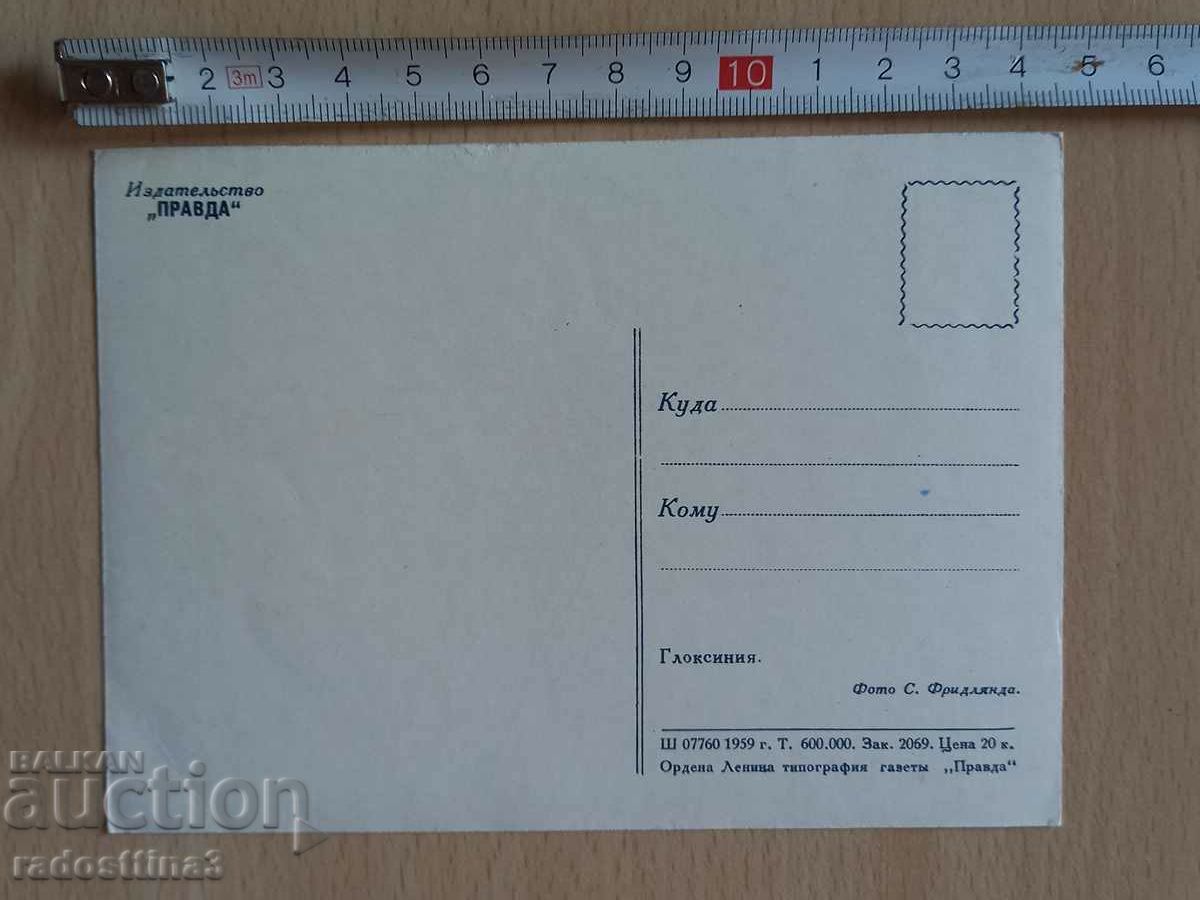 2 3m 3 4 5 6 7 8 9 10 1 2 3 4 5 6
Издательство
„ПРАВДА“
Куда
Кому
Глоксиния.
Фото С. Фридлянда.
Ш 07760 1959 г. Т. 600.000. Зак. 2069. Цена 20 к.
Ордена Ленина типография газеты „Правда“
BALKAN
auction
radosttina3